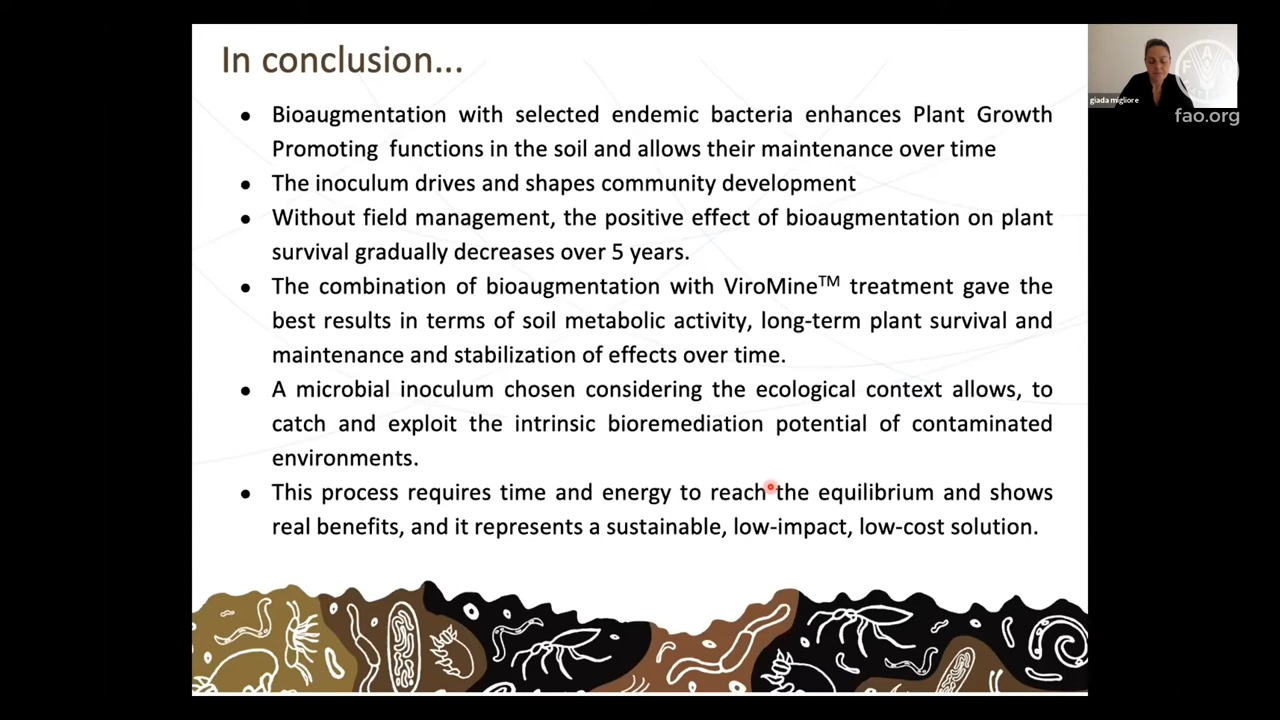 In conclusion...
• Bioaugmentation with selected endemic bacteria enhances Plant Growth
Promoting functions in the soil and allows their maintenance over time
• The inoculum drives and shapes community development
• Without field management, the positive effect of bioaugmentation on plant
survival gradually decreases over 5 years.
• The combination of bioaugmentation with ViroMine™ treatment gave the
best results in terms of soil metabolic activity, long-term plant survival and
maintenance and stabilization of effects over time.
• A microbial inoculum chosen considering the ecological context allows, to
catch and exploit the intrinsic bioremediation potential of contaminated
environments.
• This process requires time and energy to reach the equilibrium and shows
real benefits, and it represents a sustainable, low-impact, low-cost solution.
giada migliore
F A O
fao.org